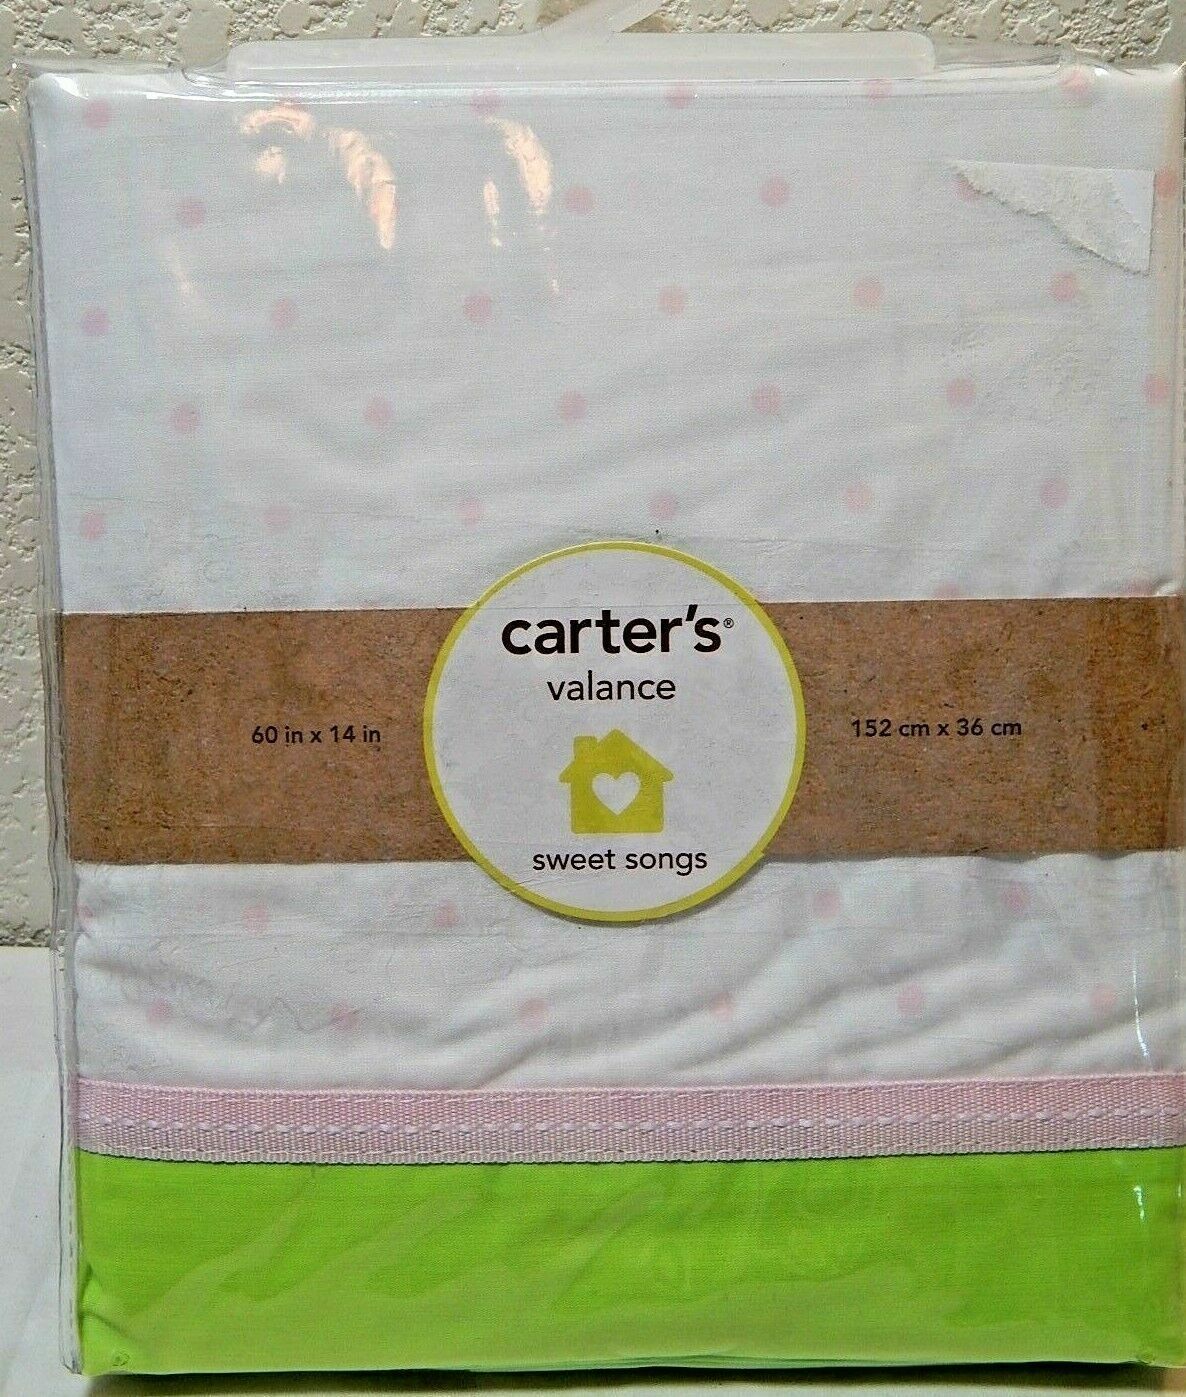 carter's®
valance
60 in x 14 in
152 cm x 36 cm
sweet songs